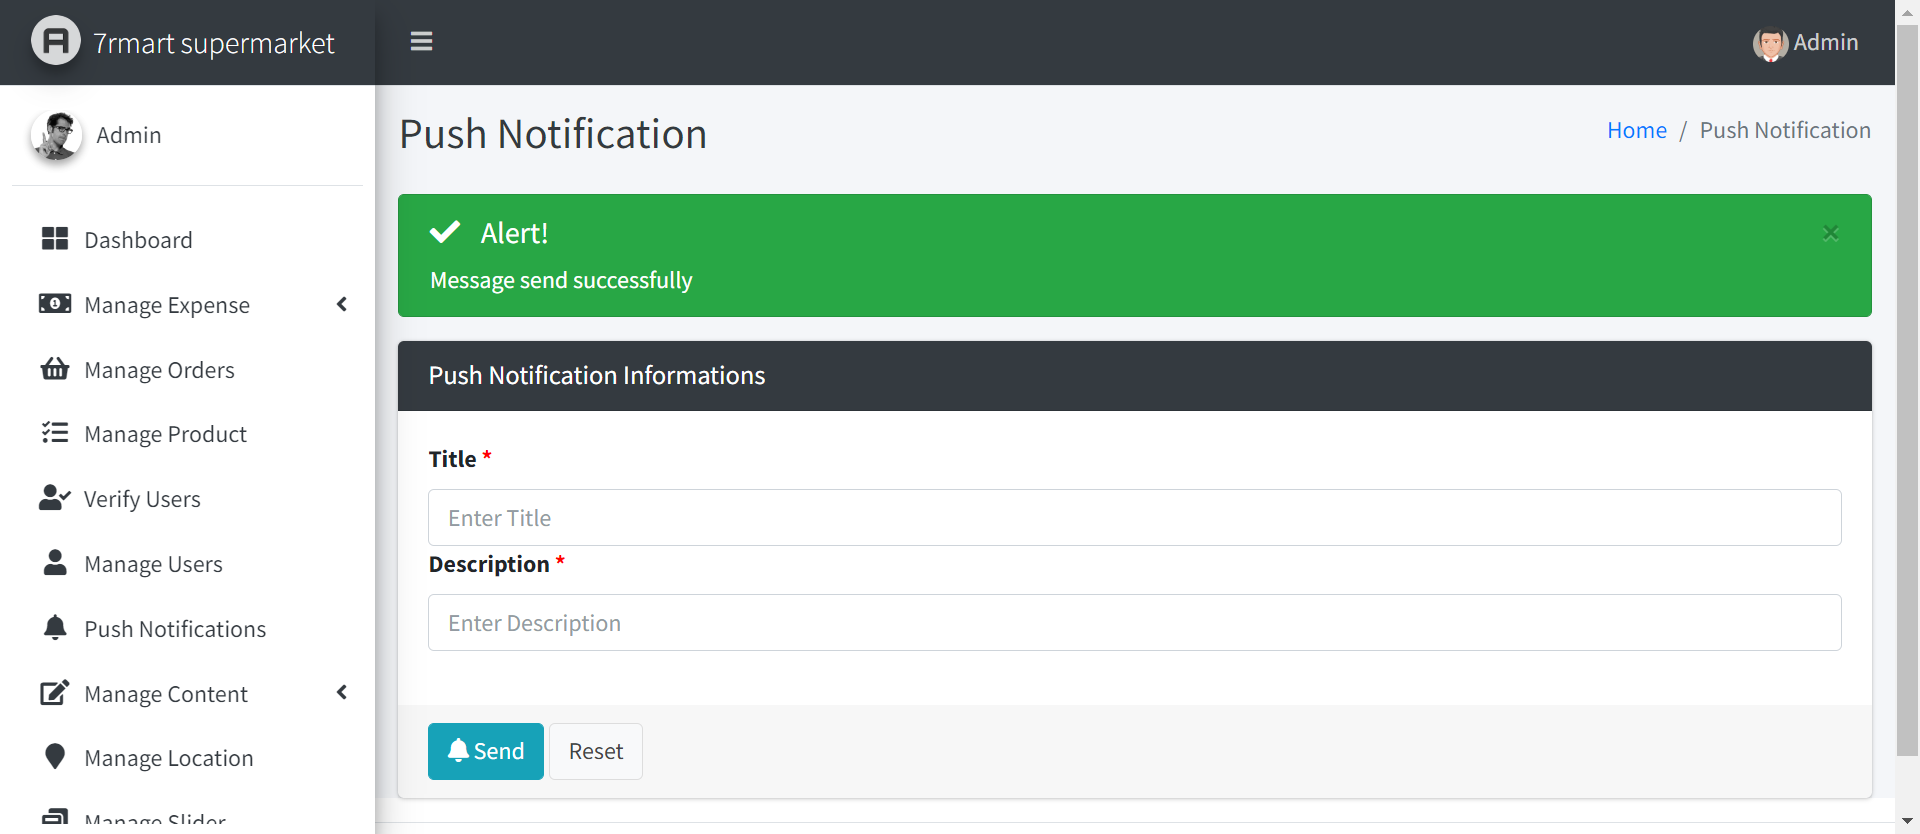 7rmart supermarket
Admin
Admin
Dashboard
Manage Expense
Manage Orders
Manage Product
Verify Users
Manage Users
Push Notifications
Manage Content
Manage Location
Manage Slider
Push Notification
Home / Push Notification
Alert!
×
Message send successfully
Push Notification Informations
Title *
Enter Title
Description *
Enter Description
Send
Reset